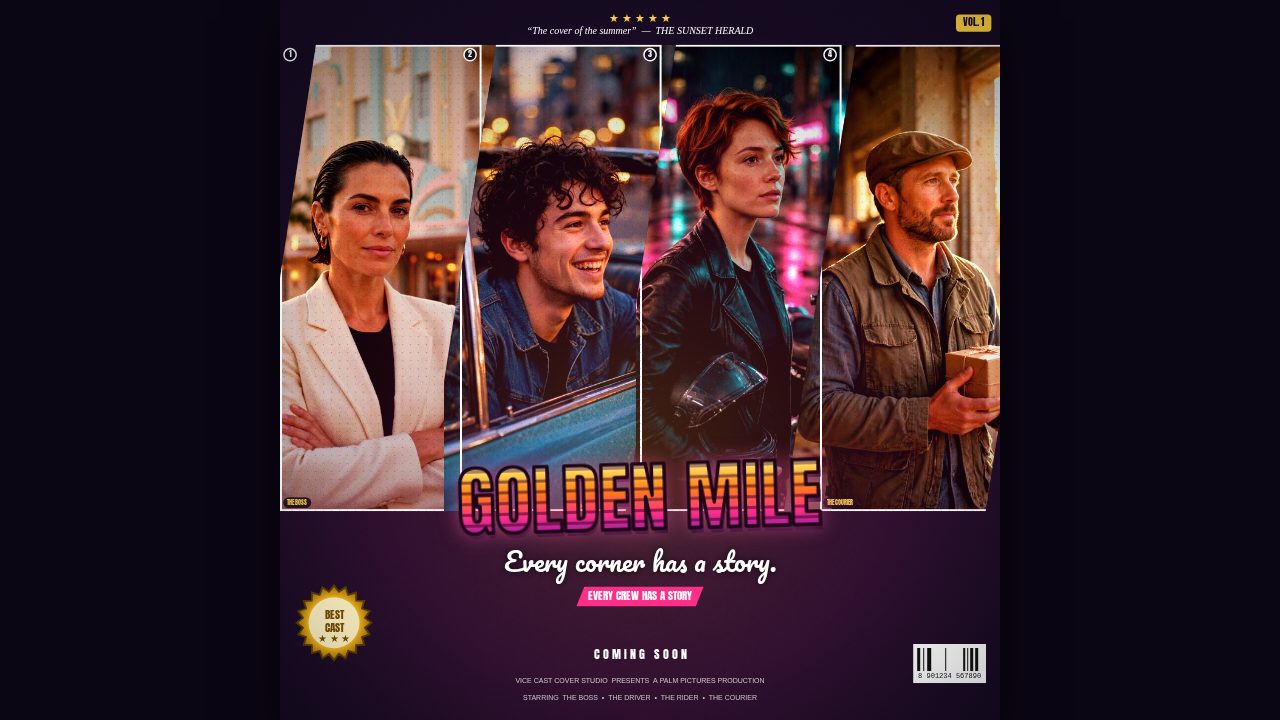 ★ ★ ★ ★ ★
“The cover of the summer” — THE SUNSET HERALD
VOL. 1
1
2
3
4
THE BOSS
THE COURIER
GOLDEN MILE
Every corner has a story.
EVERY CREW HAS A STORY
BEST
CAST
★ ★ ★
COMING SOON
8 901234 567890
VICE CAST COVER STUDIO PRESENTS A PALM PICTURES PRODUCTION
STARRING THE BOSS • THE DRIVER • THE RIDER • THE COURIER